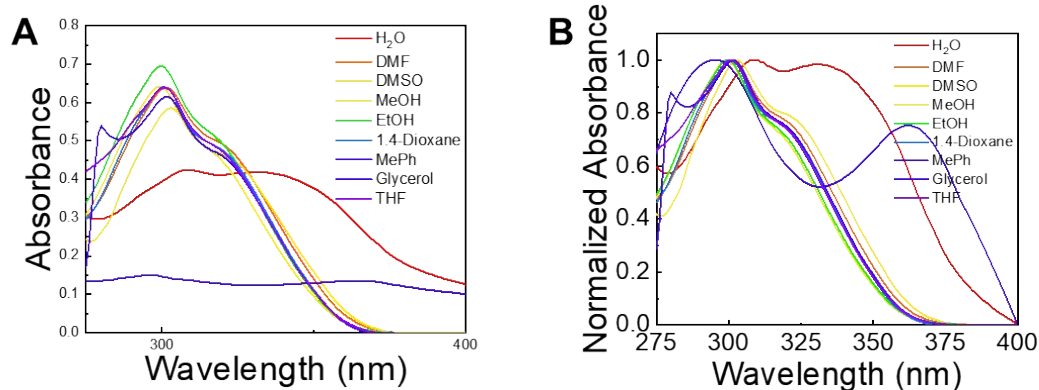 A
Absorbance
0.8
0.7
0.6
0.5
0.4
0.3
0.2
0.1
0.0
300
400
Wavelength (nm)
H₂O
DMF
DMSO
MeOH
EtOH
1.4-Dioxane
MePh
Glycerol
THF
B
Normalized Absorbance
1.0
0.8
0.6
0.4
0.2
0.0
275
300
325
350
375
400
Wavelength (nm)
H₂O
DMF
DMSO
MeOH
EtOH
1.4-Dioxane
MePh
Glycerol
THF